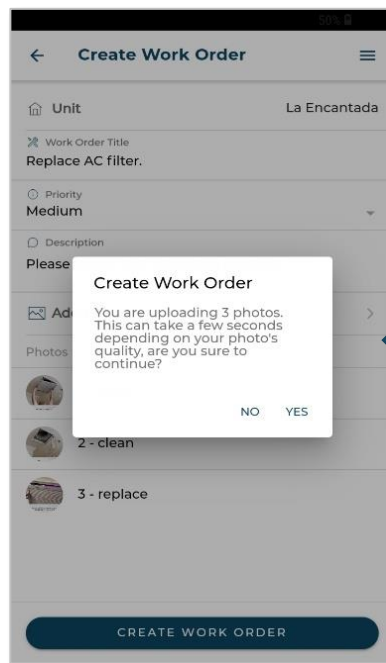 50%
Create Work Order
Unit
La Encantada
Work Order Title
Replace AC filter.
Priority
Medium
Description
Please
Create Work Order
You are uploading 3 photos.
This can take a few seconds
depending on your photo's
quality, are you sure to
continue?
NO YES
Photos
2 - clean
3 - replace
CREATE WORK ORDER